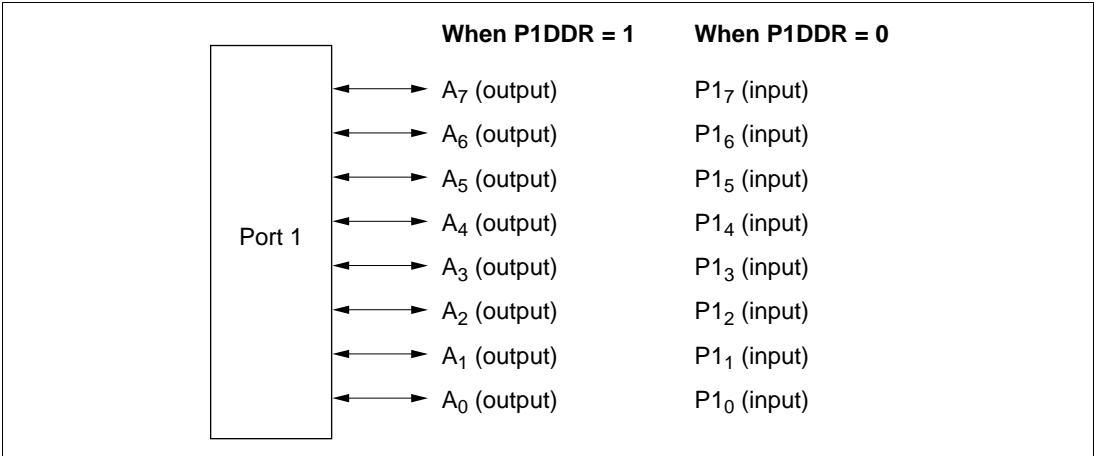 When P1DDR = 1 When P1DDR = 0
A7 (output) P17 (input)
A6 (output) P16 (input)
A5 (output) P15 (input)
A4 (output) P14 (input)
Port 1
A3 (output) P13 (input)
A2 (output) P12 (input)
A1 (output) P11 (input)
A0 (output) P10 (input)